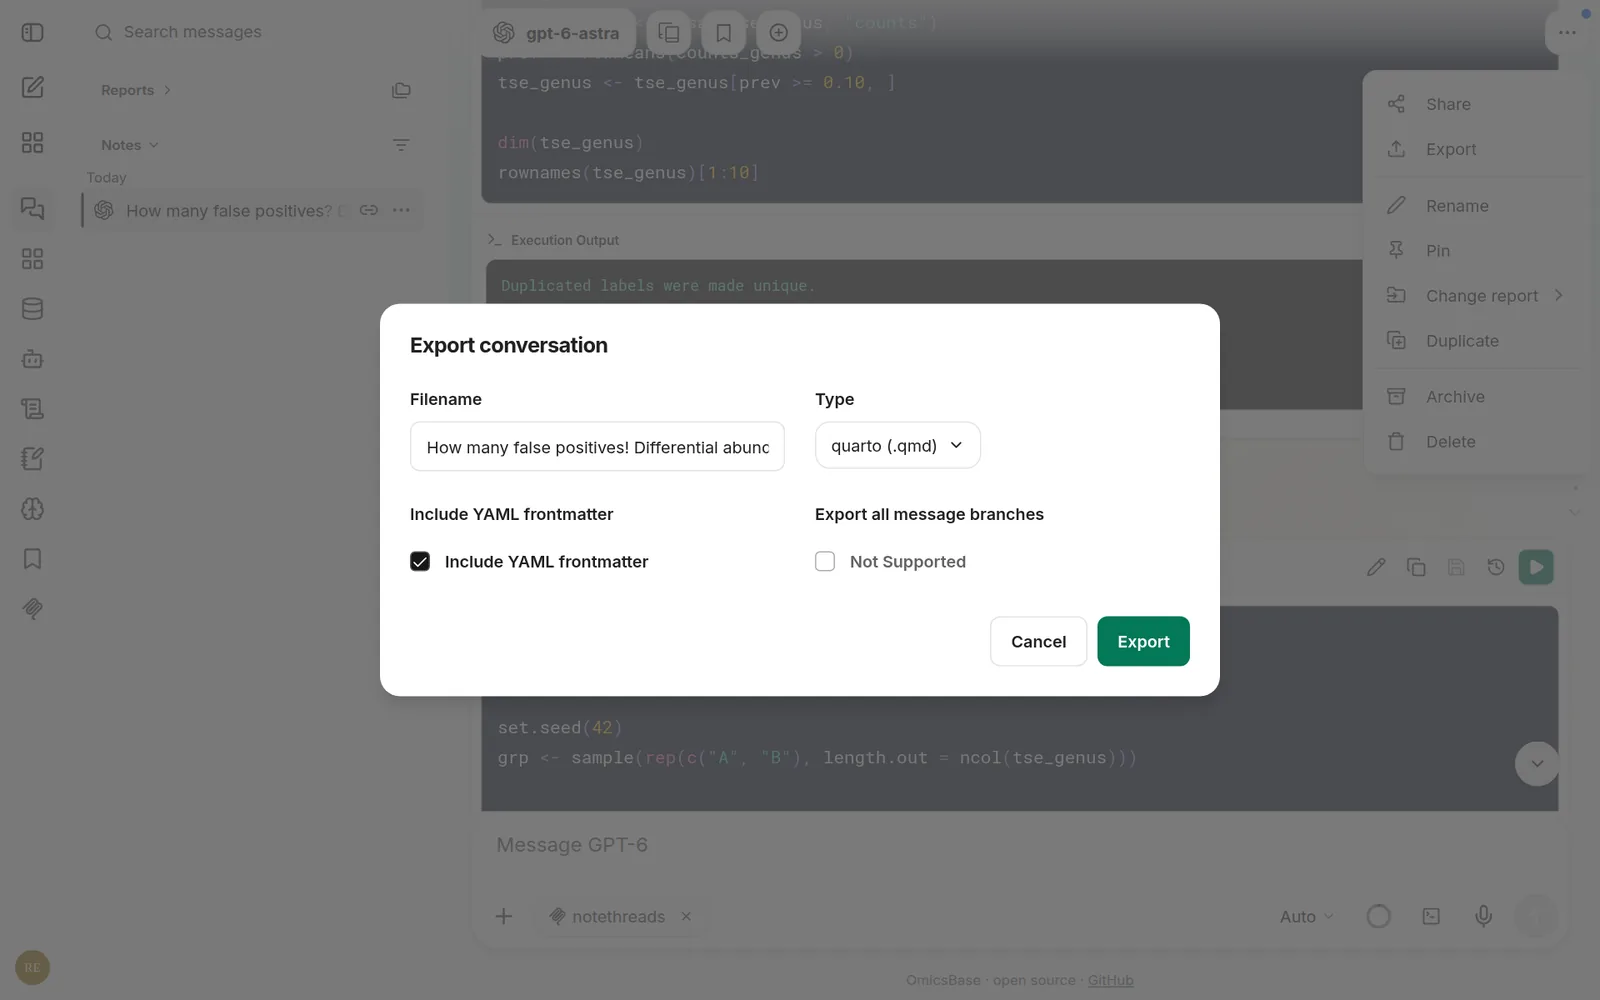 Search messages
gpt-6-astra
"counts")
> 0)
Reports
tse_genus <- tse_genus[prev >= 0.10, ]
Share
Notes
dim(tse_genus)
Export
Today
rownames(tse_genus)[1:10]
How many false positives?
Rename
Execution Output
Pin
Duplicated labels were made unique.
Change report
Export conversation
Duplicate
Filename
Type
Archive
How many false positives! Differential abunc
quarto (.qmd)
Delete
Include YAML frontmatter
Export all message branches
Include YAML frontmatter
Not Supported
Cancel
Export
set.seed(42)
grp <- sample(rep(c("A", "B"), length.out = ncol(tse_genus)))
Message GPT-6
notethreads
Auto
RE
OmicsBase · open source · GitHub